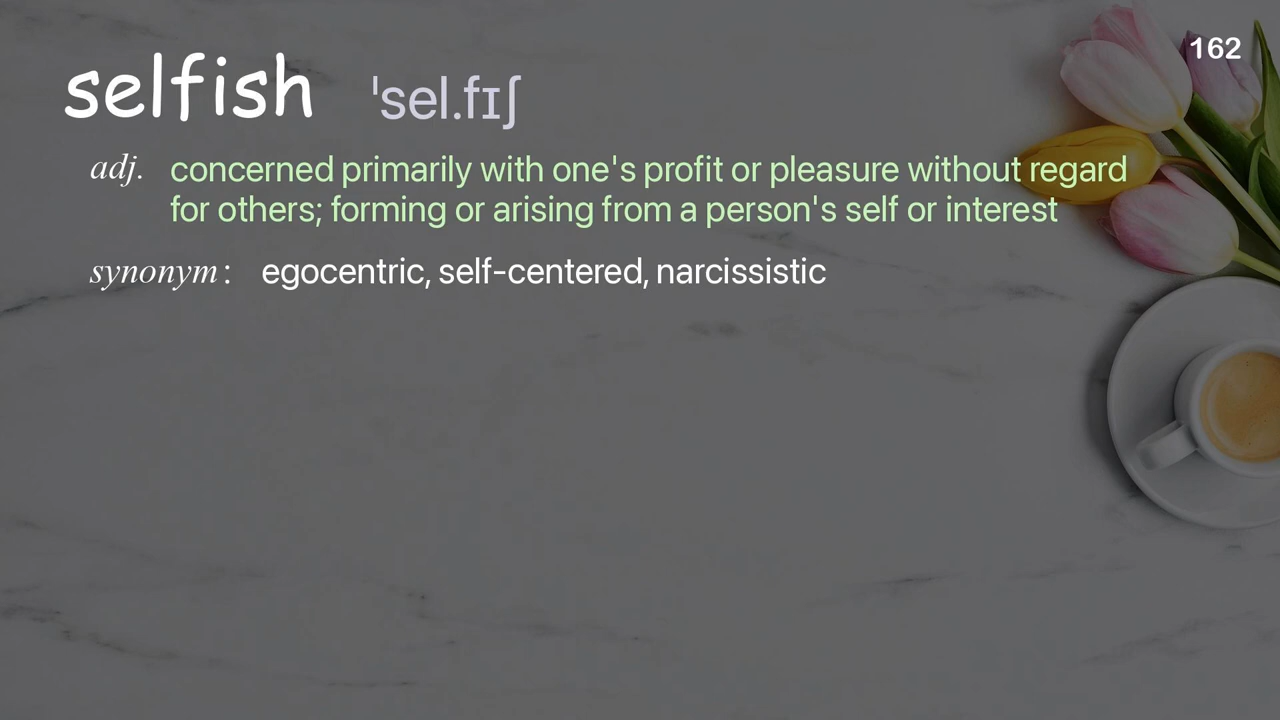 162
selfish ˈsel.fɪʃ
adj. concerned primarily with one's profit or pleasure without regard
for others; forming or arising from a person's self or interest
synonym: egocentric, self-centered, narcissistic